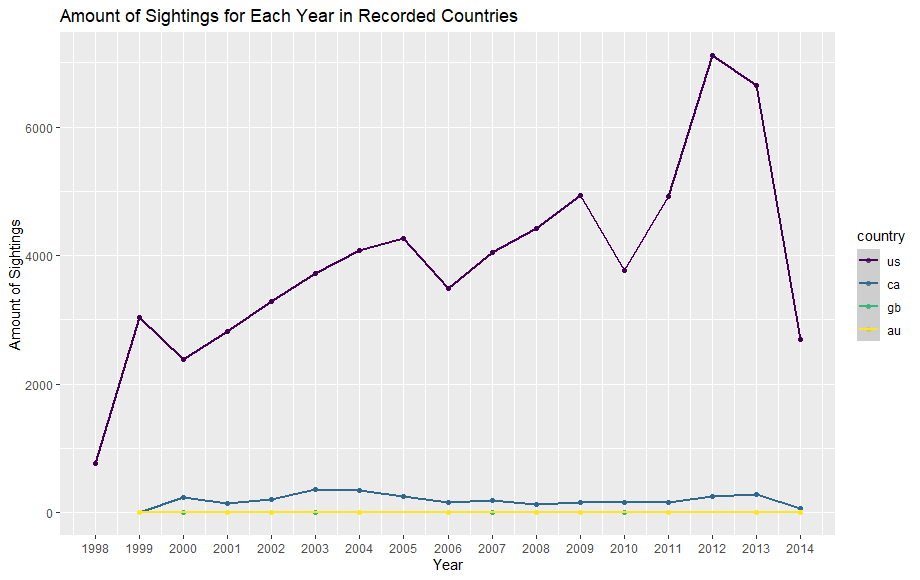 Amount of Sightings for Each Year in Recorded Countries
Amount of Sightings
6000
4000
2000
0
1998 1999 2000 2001 2002 2003 2004 2005 2006 2007 2008 2009 2010 2011 2012 2013 2014
Year
country
us
ca
gb
au